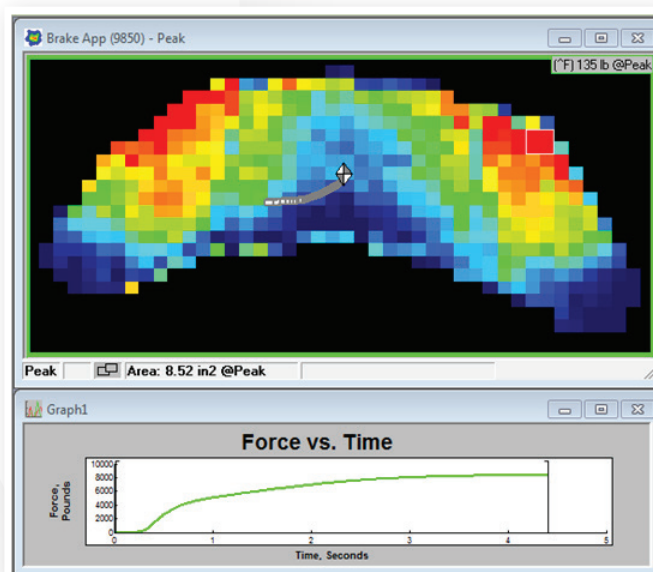 Brake App (9850) - Peak
(^F) 135 lb @Peak
Peak
Area: 8.52 in2 @Peak
Graph1
Force vs. Time
Force,
Pounds
10000
8000
6000
4000
2000
0
0 1 2 3 4 5
Time, Seconds